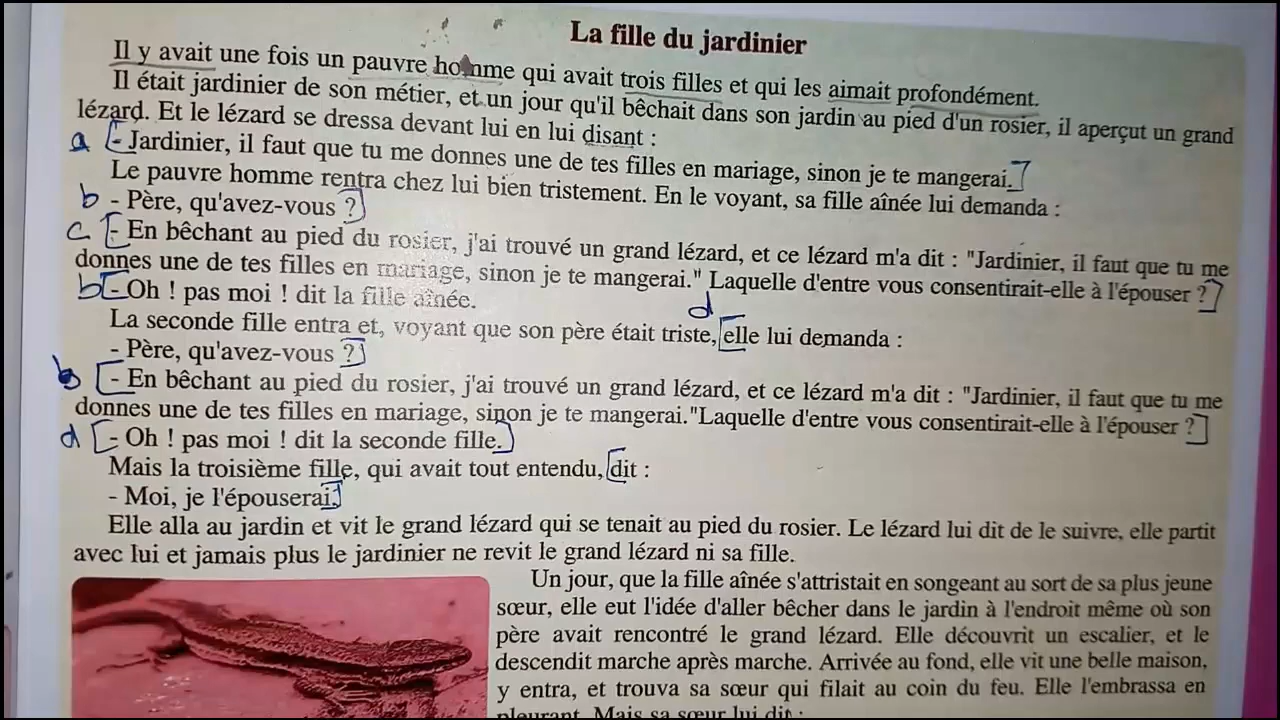 La fille du jardinier
Il y avait une fois un pauvre homme qui avait trois filles et qui les aimait profondément.
Il était jardinier de son métier, et un jour qu'il bêchait dans son jardin au pied d'un rosier, il aperçut un grand
lézard. Et le lézard se dressa devant lui en lui disant :
a [- Jardinier, il faut que tu me donnes une de tes filles en mariage, sinon je te mangerai.]
Le pauvre homme rentra chez lui bien tristement. En le voyant, sa fille aînée lui demanda :
b - Père, qu'avez-vous ?]
c [- En bêchant au pied du rosier, j'ai trouvé un grand lézard, et ce lézard m'a dit : "Jardinier, il faut que tu me
donnes une de tes filles en mariage, sinon je te mangerai." Laquelle d'entre vous consentirait-elle à l'épouser ?]
b [- Oh ! pas moi ! dit la fille aînée.
d
La seconde fille entra et, voyant que son père était triste, [elle lui demanda :
- Père, qu'avez-vous ?]
b [- En bêchant au pied du rosier, j'ai trouvé un grand lézard, et ce lézard m'a dit : "Jardinier, il faut que tu me
donnes une de tes filles en mariage, sinon je te mangerai."Laquelle d'entre vous consentirait-elle à l'épouser ?]
d [- Oh ! pas moi ! dit la seconde fille.]
Mais la troisième fille, qui avait tout entendu, [dit :
- Moi, je l'épouserai.]
Elle alla au jardin et vit le grand lézard qui se tenait au pied du rosier. Le lézard lui dit de le suivre, elle partit
avec lui et jamais plus le jardinier ne revit le grand lézard ni sa fille.
Un jour, que la fille aînée s'attristait en songeant au sort de sa plus jeune
sœur, elle eut l'idée d'aller bêcher dans le jardin à l'endroit même où son
père avait rencontré le grand lézard. Elle découvrit un escalier, et le
descendit marche après marche. Arrivée au fond, elle vit une belle maison,
y entra, et trouva sa sœur qui filait au coin du feu. Elle l'embrassa en
pleurant. Mais sa sœur lui dit :